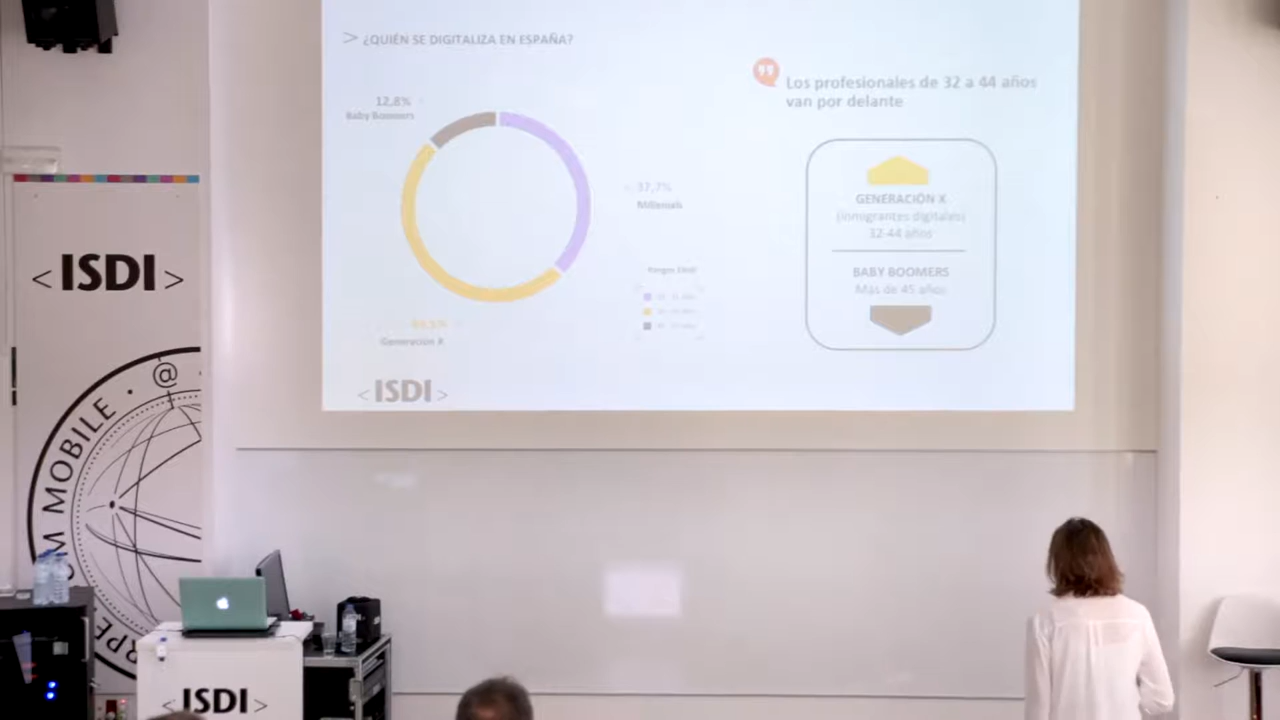 > ¿QUIÉN SE DIGITALIZA EN ESPAÑA?
Los profesionales de 32 a 44 años
van por delante
12,8%
Baby Boomers
37,7%
Millenials
Generación X
GENERACIÓN X
(inmigrantes digitales)
32-44 años
BABY BOOMERS
Más de 45 años
<ISDI>
<ISDI>
MOBILE · @
<ISDI>